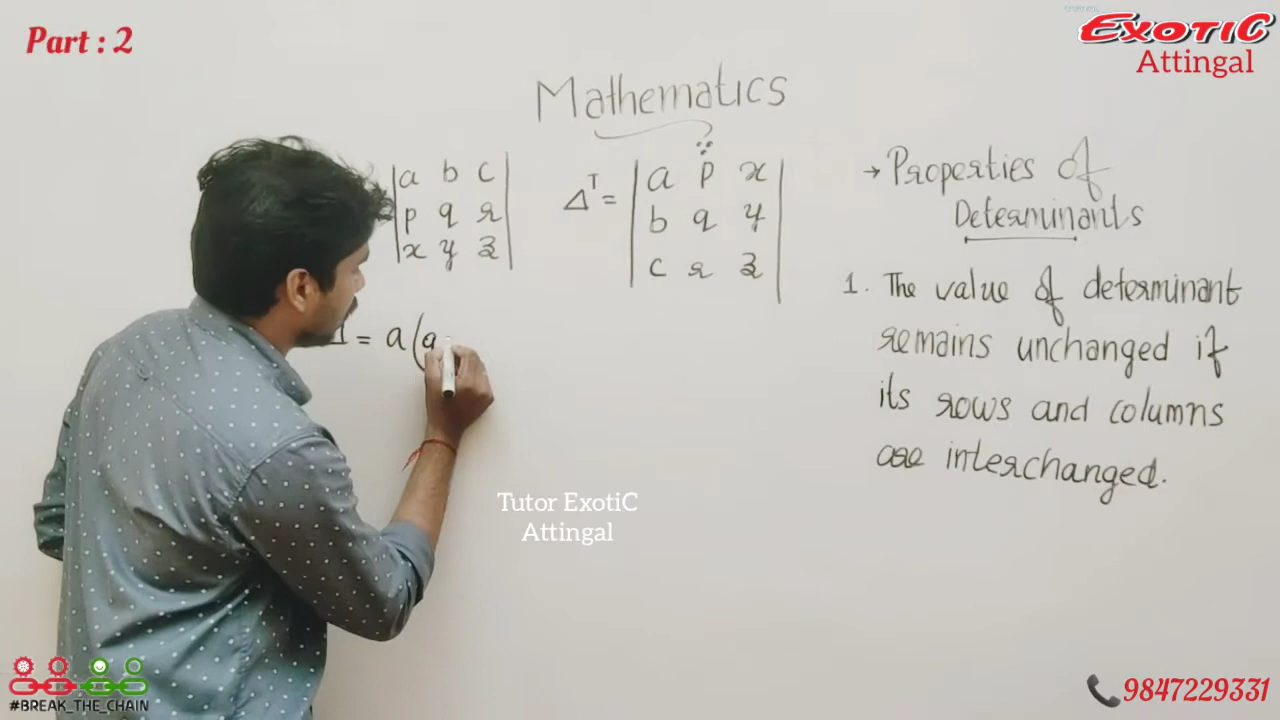 Part : 2
EXOTIC
Attingal
Mathematics
a b c
p q r
x y z
Δᵀ =
a p x
b q y
c r z
→ Properties of
Determinants
1. The value of determinant
remains unchanged if
its rows and columns
are interchanged.
= a(q
Tutor ExotiC
Attingal
#BREAK_THE_CHAIN
9847229331